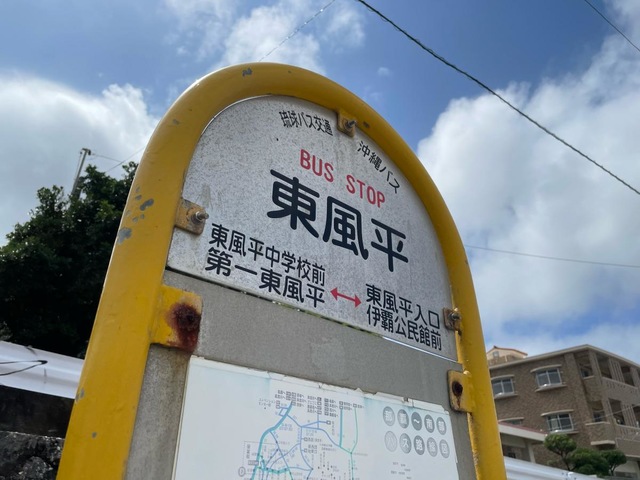 琉球バス交通 沖縄バス
BUS STOP
東風平
東風平中学校前
第一東風平
↔
東風平入口
伊覇公民館前